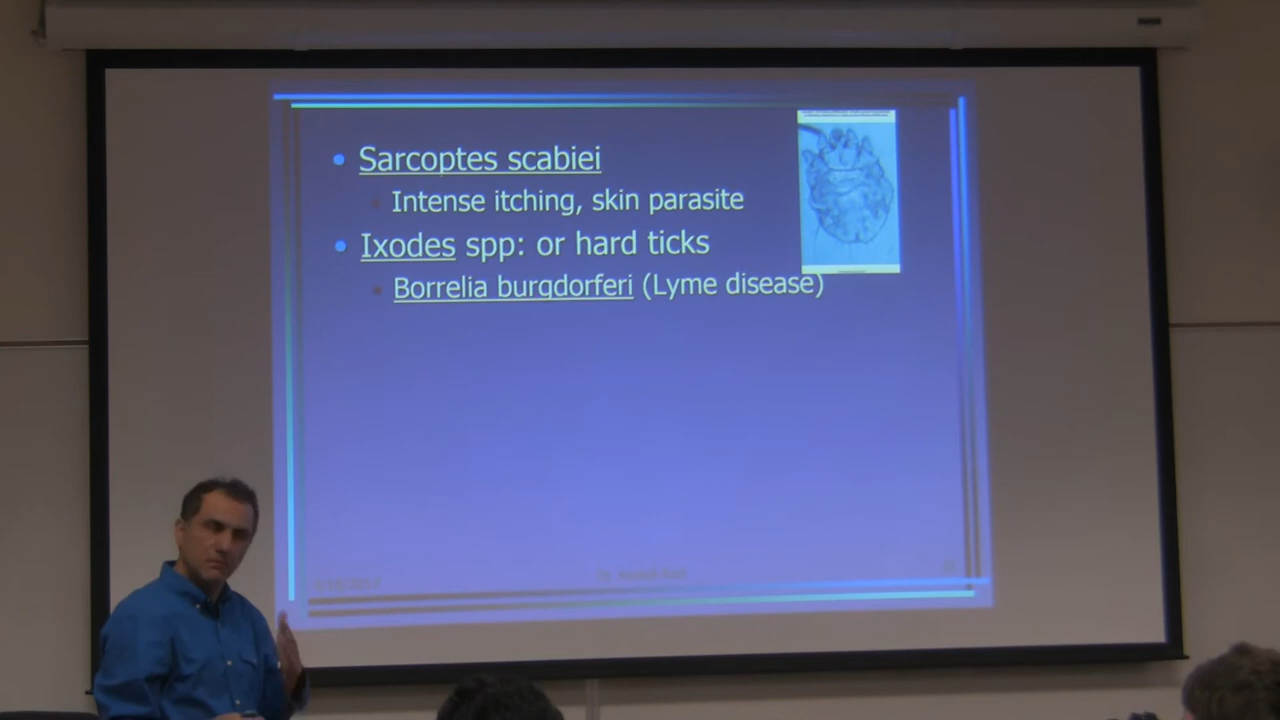 Sarcoptes scabiei
Intense itching, skin parasite
Ixodes spp: or hard ticks
Borrelia burgdorferi (Lyme disease)